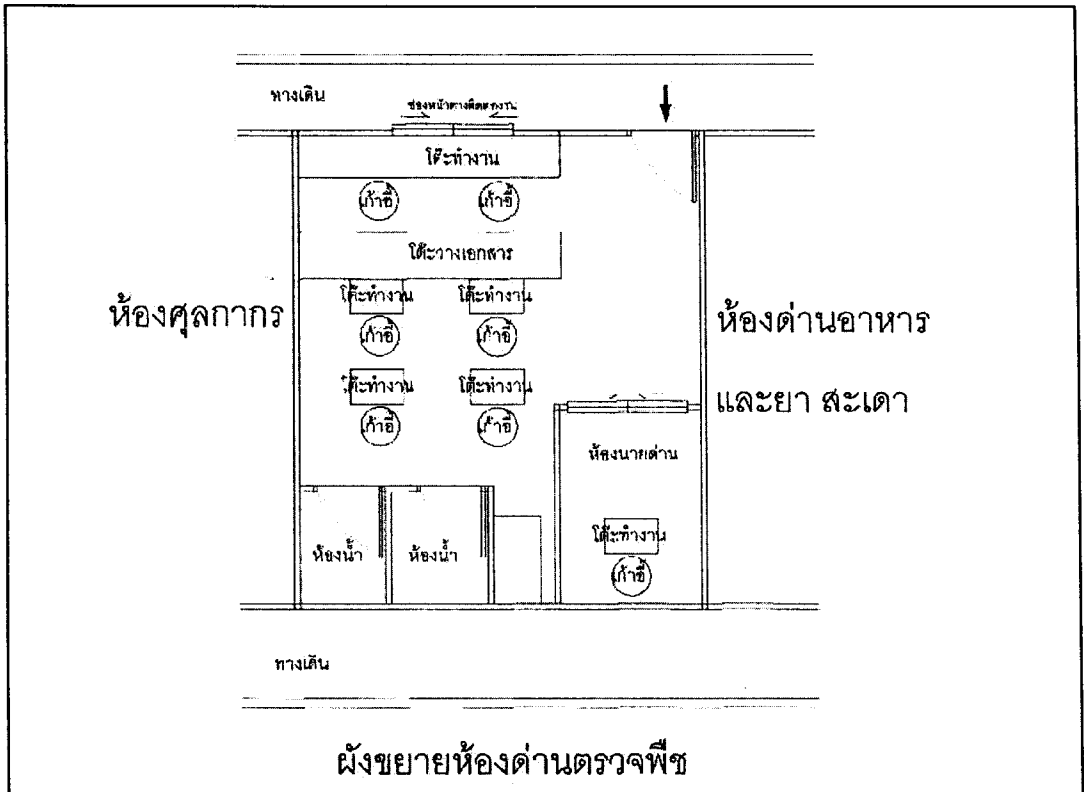 ทางเดิน
ช่องหน้าต่างติดต่องาน
โต๊ะทำงาน
เก้าอี้ เก้าอี้
โต๊ะวางเอกสาร
โต๊ะทำงาน โต๊ะทำงาน
ห้องศุลกากร
ห้องด่านอาหาร
เก้าอี้ เก้าอี้
โต๊ะทำงาน โต๊ะทำงาน
และยา สะเดา
เก้าอี้ เก้าอี้
ห้องนายด่าน
โต๊ะทำงาน
ห้องน้ำ ห้องน้ำ
เก้าอี้
ทางเดิน
ผังขยายห้องด่านตรวจพืช